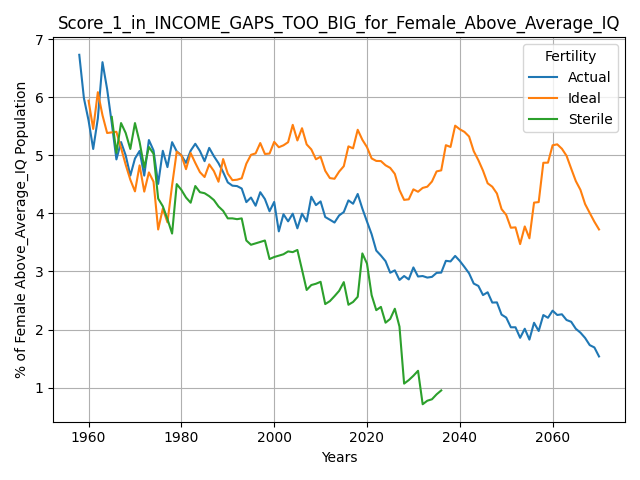 Score_1_in_INCOME_GAPS_TOO_BIG_for_Female_Above_Average_IQ
% of Female Above_Average_IQ Population
7
6
5
4
3
2
1
Fertility
Actual
Ideal
Sterile
1960 1980 2000 2020 2040 2060
Years